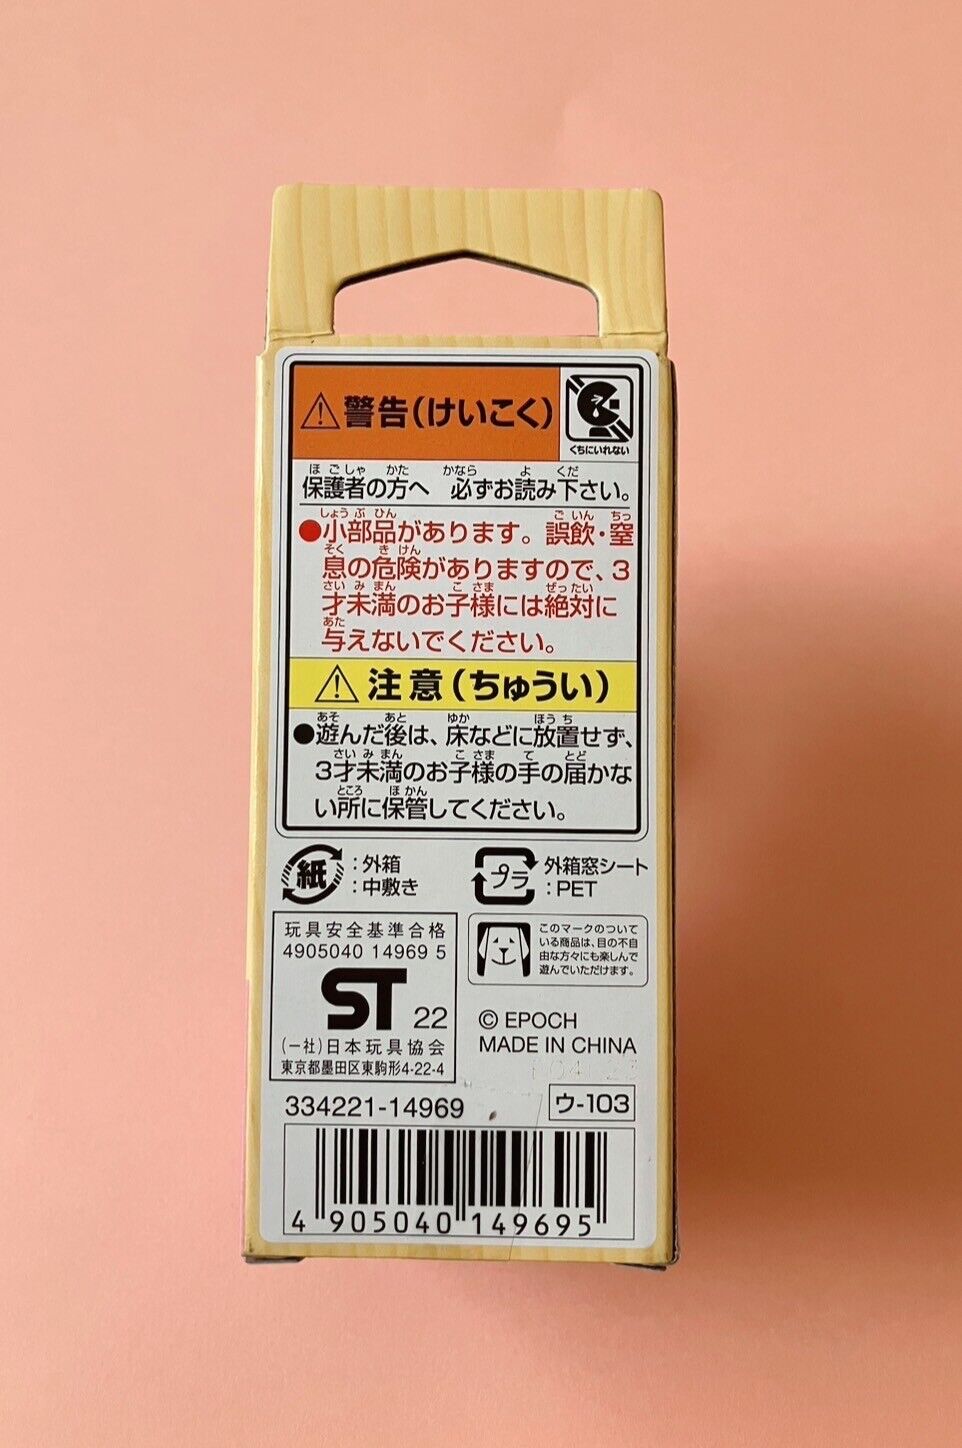 警告(けいこく)
くちにいれない
保護者の方へ 必ずお読み下さい。
●小部品があります。誤飲・窒
息の危険がありますので、3
才未満のお子様には絶対に
与えないでください。
注意(ちゅうい)
●遊んだ後は、床などに放置せず、
3才未満のお子様の手の届かな
い所に保管してください。
紙 :外箱
:中敷き
プラ 外箱窓シート
:PET
玩具安全基準合格
4905040 14969 5
ST 22
(一社)日本玩具協会
東京都墨田区東駒形4-22-4
このマークのついて
いる商品は、目の不自
由な方々にも楽しんで
遊んでいただけます。
© EPOCH
MADE IN CHINA
334221-14969
ウ-103
4 905040 149695